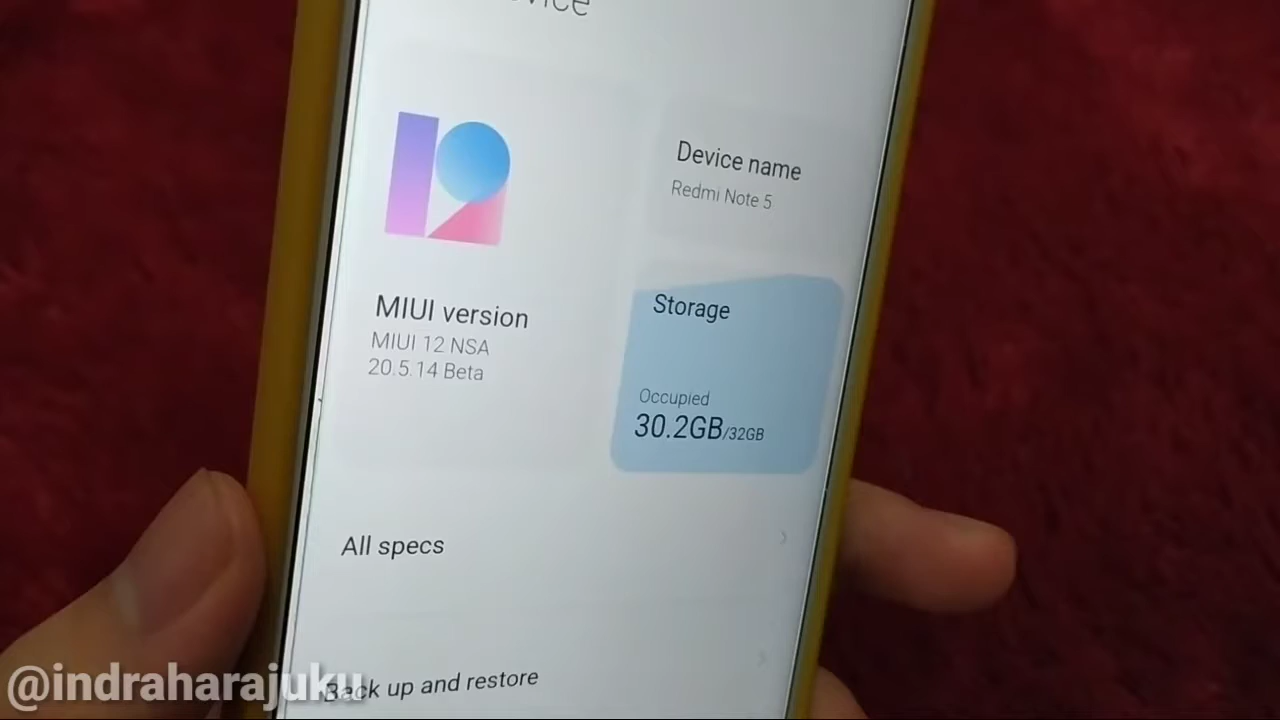 Device name
Redmi Note 5
MIUI version
MIUI 12 NSA
20.5.14 Beta
Storage
Occupied
30.2GB/32GB
All specs
Back up and restore
@indraharajuku